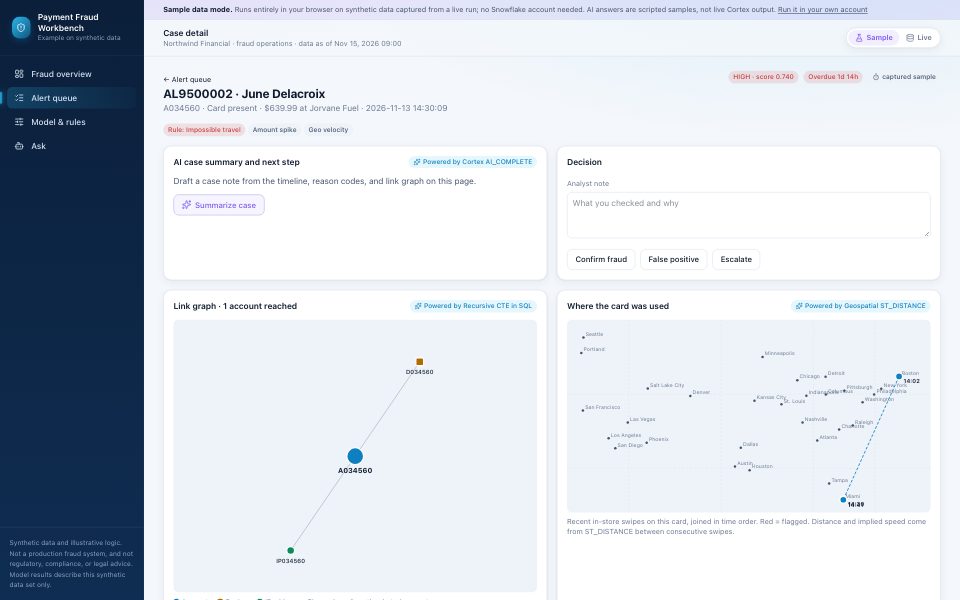 Payment Fraud
Workbench
Example on synthetic data
Fraud overview
Alert queue
Model & rules
Ask
Synthetic data and illustrative logic.
Not a production fraud system, and not
regulatory, compliance, or legal advice.
Model results describe this synthetic
data set only.
Sample data mode. Runs entirely in your browser on synthetic data captured from a live run; no Snowflake account needed. AI answers are scripted samples, not live Cortex output. Run it in your own account
Case detail
Northwind Financial · fraud operations · data as of Nov 15, 2026 09:00
Sample
Live
← Alert queue
HIGH · score 0.740
Overdue 1d 14h
captured sample
AL9500002 · June Delacroix
A034560 · Card present · $639.99 at Jorvane Fuel · 2026-11-13 14:30:09
Rule: Impossible travel
Amount spike
Geo velocity
AI case summary and next step
Powered by Cortex AI_COMPLETE
Draft a case note from the timeline, reason codes, and link graph on this page.
Summarize case
Decision
Analyst note
What you checked and why
Confirm fraud
False positive
Escalate
Link graph · 1 account reached
Powered by Recursive CTE in SQL
D034560
A034560
IP034560
Where the card was used
Powered by Geospatial ST_DISTANCE
Seattle
Portland
Minneapolis
Boston
14:02
Chicago
Detroit
Salt Lake City
Denver
Kansas City
St. Louis
Pittsburgh
New York
Philadelphia
Washington
San Francisco
Las Vegas
Nashville
Raleigh
Los Angeles
Phoenix
San Diego
Atlanta
Dallas
Austin
Houston
Tampa
Miami
Recent in-store swipes on this card, joined in time order. Red = flagged. Distance and implied speed come
from ST_DISTANCE between consecutive swipes.